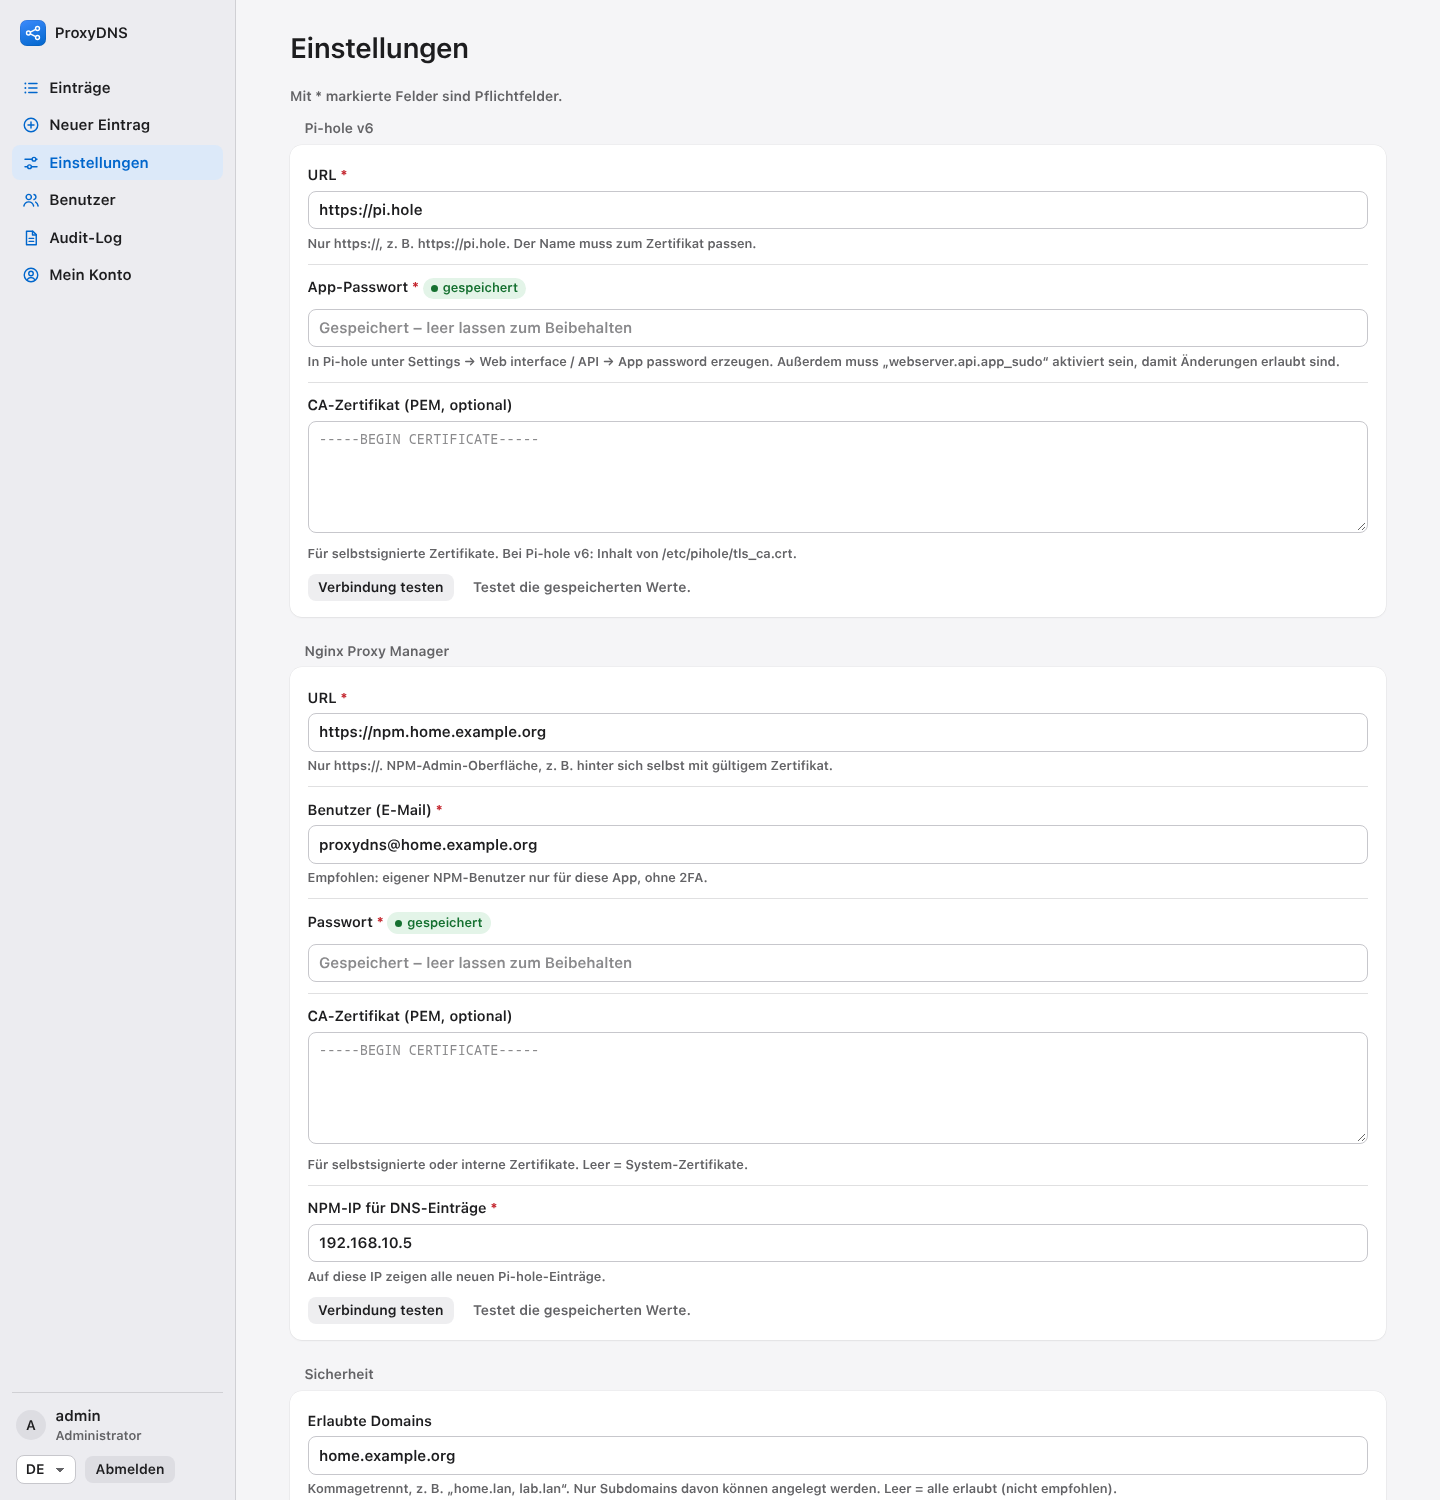 ProxyDNS
Einträge
Neuer Eintrag
Einstellungen
Benutzer
Audit-Log
Mein Konto
A
admin
Administrator
DE
Abmelden
Einstellungen
Mit * markierte Felder sind Pflichtfelder.
Pi-hole v6
URL *
https://pi.hole
Nur https://, z. B. https://pi.hole. Der Name muss zum Zertifikat passen.
App-Passwort * gespeichert
Gespeichert – leer lassen zum Beibehalten
In Pi-hole unter Settings → Web interface / API → App password erzeugen. Außerdem muss „webserver.api.app_sudo“ aktiviert sein, damit Änderungen erlaubt sind.
CA-Zertifikat (PEM, optional)
-----BEGIN CERTIFICATE-----
Für selbstsignierte Zertifikate. Bei Pi-hole v6: Inhalt von /etc/pihole/tls_ca.crt.
Verbindung testen Testet die gespeicherten Werte.
Nginx Proxy Manager
URL *
https://npm.home.example.org
Nur https://. NPM-Admin-Oberfläche, z. B. hinter sich selbst mit gültigem Zertifikat.
Benutzer (E-Mail) *
proxydns@home.example.org
Empfohlen: eigener NPM-Benutzer nur für diese App, ohne 2FA.
Passwort * gespeichert
Gespeichert – leer lassen zum Beibehalten
CA-Zertifikat (PEM, optional)
-----BEGIN CERTIFICATE-----
Für selbstsignierte oder interne Zertifikate. Leer = System-Zertifikate.
NPM-IP für DNS-Einträge *
192.168.10.5
Auf diese IP zeigen alle neuen Pi-hole-Einträge.
Verbindung testen Testet die gespeicherten Werte.
Sicherheit
Erlaubte Domains
home.example.org
Kommagetrennt, z. B. „home.lan, lab.lan“. Nur Subdomains davon können angelegt werden. Leer = alle erlaubt (nicht empfohlen).